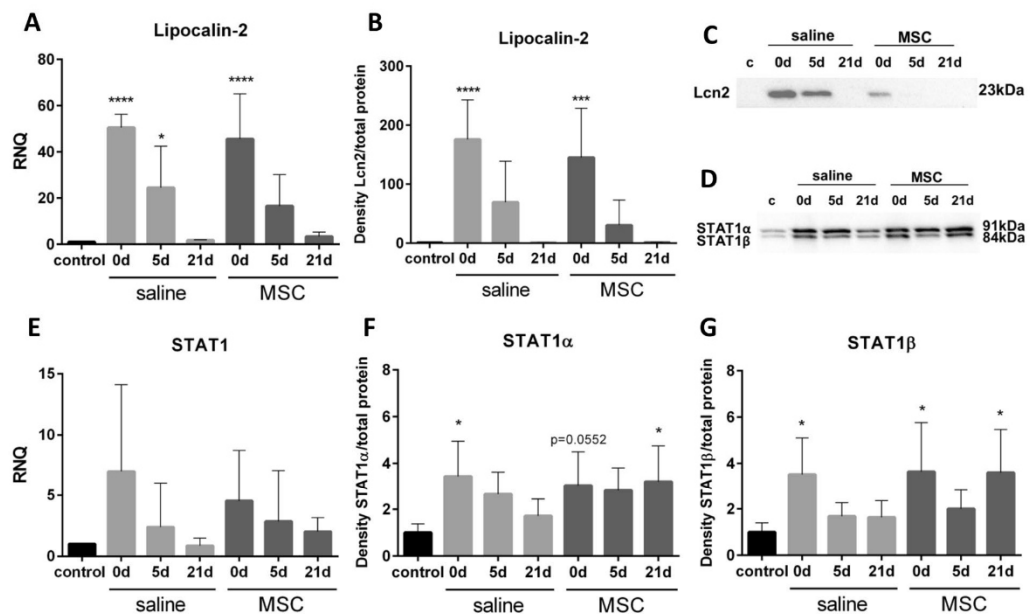 A
Lipocalin-2
RNQ
60
40
20
0
****
*
****
control 0d 5d 21d 0d 5d 21d
saline MSC
B
Lipocalin-2
Density Lcn2/total protein
300
200
100
0
****
***
control 0d 5d 21d 0d 5d 21d
saline MSC
C
saline MSC
c 0d 5d 21d 0d 5d 21d
Lcn2 23kDa
D
saline MSC
c 0d 5d 21d 0d 5d 21d
STAT1α 91kDa
STAT1β 84kDa
E
STAT1
RNQ
15
10
5
0
control 0d 5d 21d 0d 5d 21d
saline MSC
F
STAT1α
Density STAT1α/total protein
8
6
4
2
0
*
p=0.0552
*
control 0d 5d 21d 0d 5d 21d
saline MSC
G
STAT1β
Density STAT1β/total protein
8
6
4
2
0
*
*
*
control 0d 5d 21d 0d 5d 21d
saline MSC